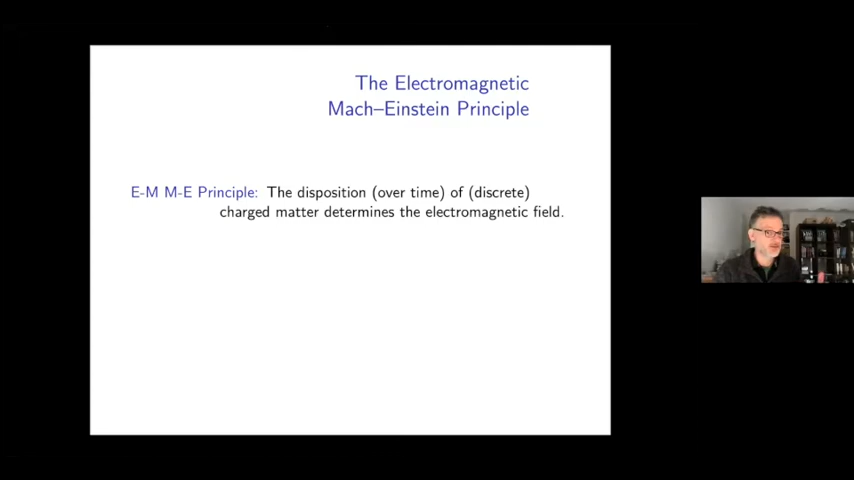 The Electromagnetic
Mach–Einstein Principle
E-M M-E Principle: The disposition (over time) of (discrete)
charged matter determines the electromagnetic field.